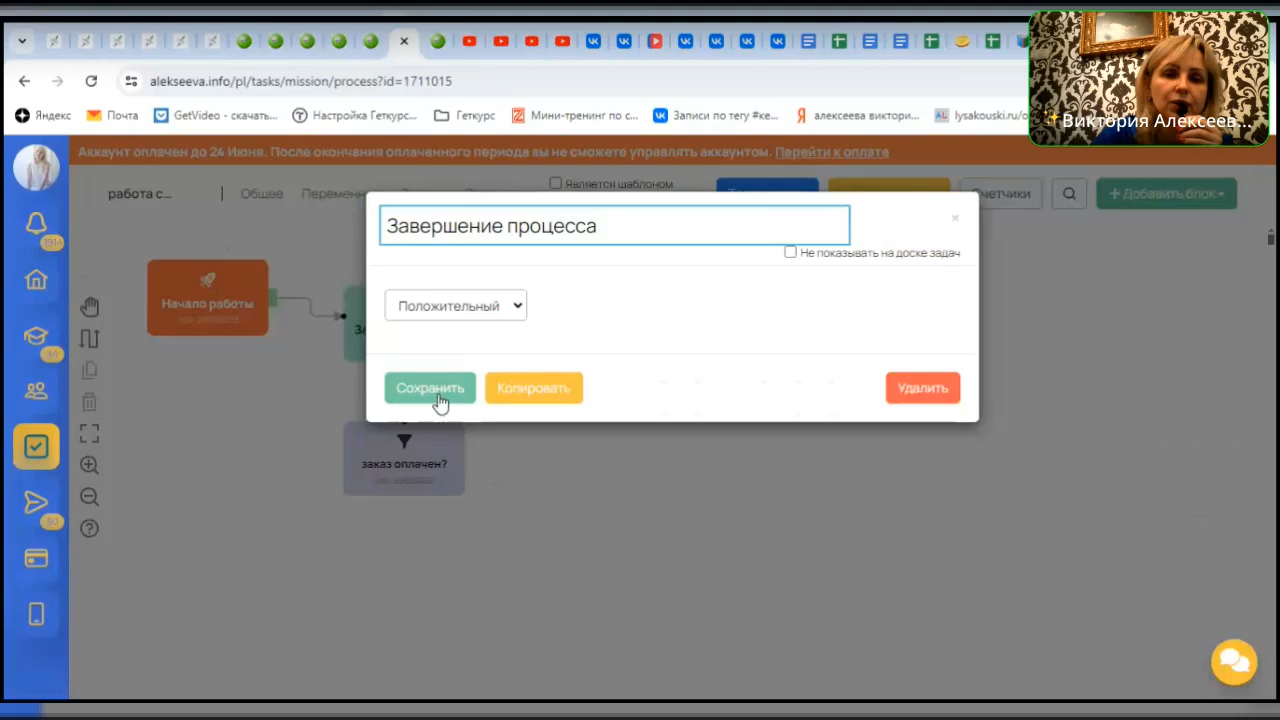 alekseeva.info/pl/tasks/mission/process?id=1711015
Яндекс
Почта
GetVideo - скачать...
Настройка Геткурс...
Геткурс
Мини-тренинг по с...
Записи по тегу #ке...
алексеева виктори...
lysakouski.ru/
✨Виктория Алексеев...
Аккаунт оплачен до 24 Июня. После окончания оплаченного периода вы не сможете управлять аккаунтом. Перейти к оплате
работа с...
Общее
Является шаблоном
+ Добавить блок
Завершение процесса
×
Не показывать на доске задач
Начало работы
Положительный
Сохранить
Копировать
Удалить
заказ оплачен?